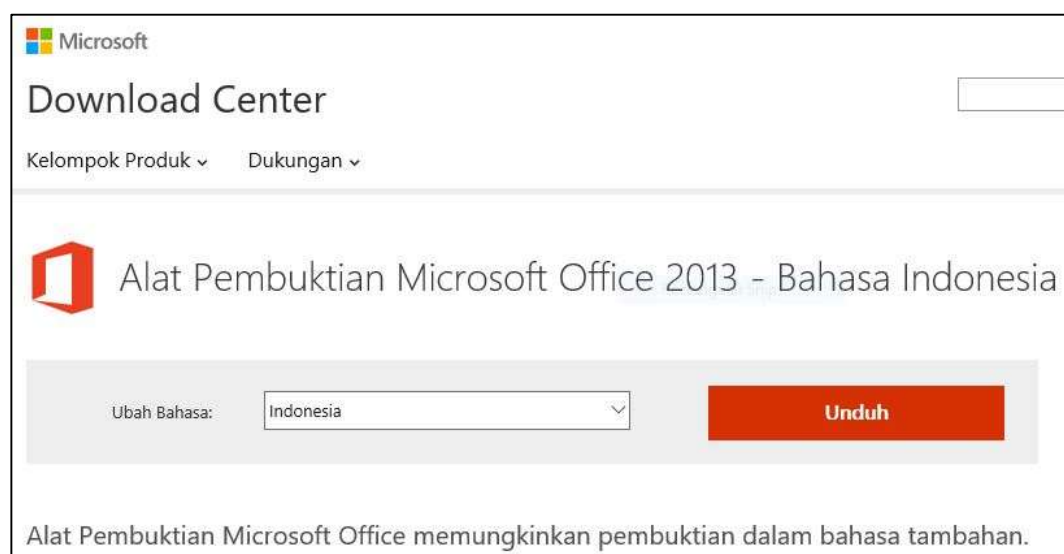 Microsoft
Download Center
Kelompok Produk Dukungan
Alat Pembuktian Microsoft Office 2013 - Bahasa Indonesia
Ubah Bahasa: Indonesia Unduh
Alat Pembuktian Microsoft Office memungkinkan pembuktian dalam bahasa tambahan.